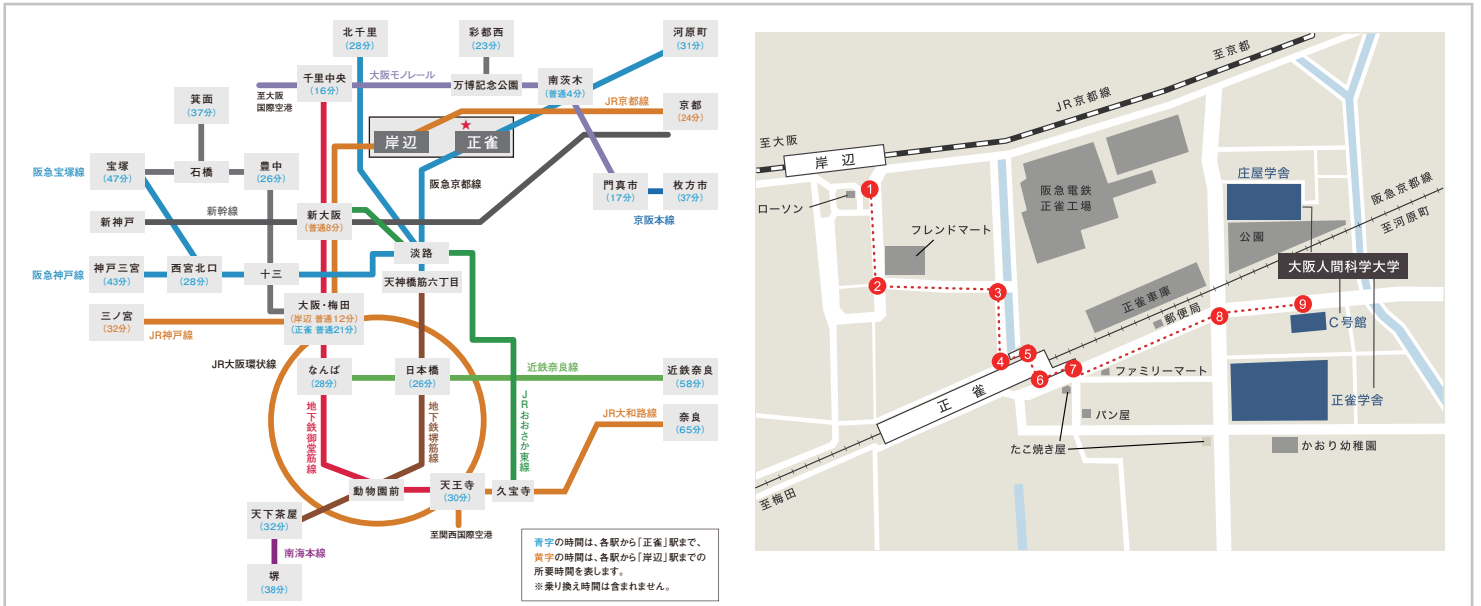 北千里
(28分)
彩都西
(23分)
河原町
(31分)
千里中央
(16分)
大阪モノレール
万博記念公園
南茨木
(普通4分)
至大阪
国際空港
箕面
(37分)
JR京都線
京都
(24分)
岸辺
★
正雀
阪急宝塚線
宝塚
(47分)
石橋
豊中
(26分)
阪急京都線
門真市
(17分)
枚方市
(37分)
京阪本線
新神戸
新幹線
新大阪
(普通8分)
淡路
阪急神戸線
神戸三宮
(43分)
西宮北口
(28分)
十三
天神橋筋六丁目
三ノ宮
(32分)
JR神戸線
大阪・梅田
(岸辺 普通12分)
(正雀 普通21分)
JR大阪環状線
なんば
(28分)
日本橋
(26分)
近鉄奈良線
近鉄奈良
(58分)
地下鉄御堂筋線
地下鉄堺筋線
JRおおさか東線
JR大和路線
奈良
(65分)
動物園前
天王寺
(30分)
久宝寺
天下茶屋
(32分)
至関西国際空港
南海本線
堺
(38分)
青字の時間は、各駅から「正雀」駅まで、
黄字の時間は、各駅から「岸辺」駅までの
所要時間を表します。
※乗り換え時間は含まれません。
至京都
JR京都線
至大阪
岸辺
1
ローソン
フレンドマート
阪急電鉄
正雀工場
庄屋学舎
阪急京都線
至河原町
公園
大阪人間科学大学
2
3
正雀車庫
郵便局
8
9
C号館
4
5
6
7
ファミリーマート
正雀
パン屋
正雀学舎
たこ焼き屋
かおり幼稚園
至梅田